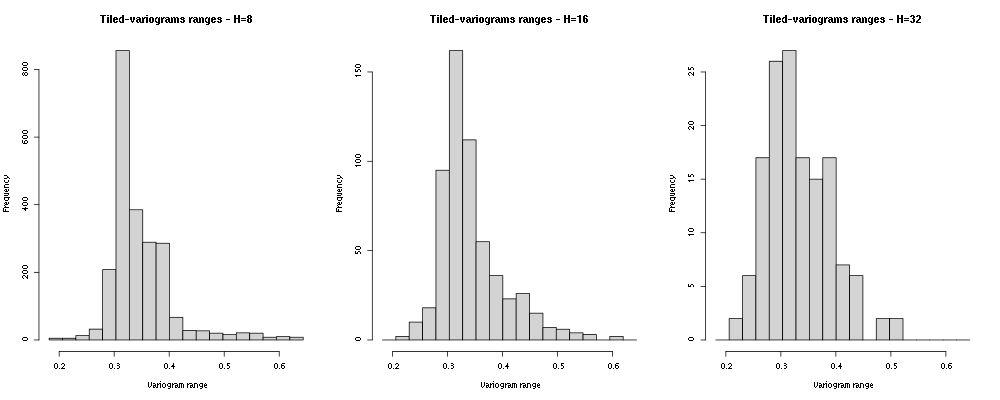 Tiled-variograms ranges - H=8
Tiled-variograms ranges - H=16
Tiled-variograms ranges - H=32
Frequency
0
200
400
600
800
0.2 0.3 0.4 0.5 0.6
Variogram range
Frequency
0
50
100
150
0.2 0.3 0.4 0.5 0.6
Variogram range
Frequency
0
5
10
15
20
25
0.2 0.3 0.4 0.5 0.6
Variogram range